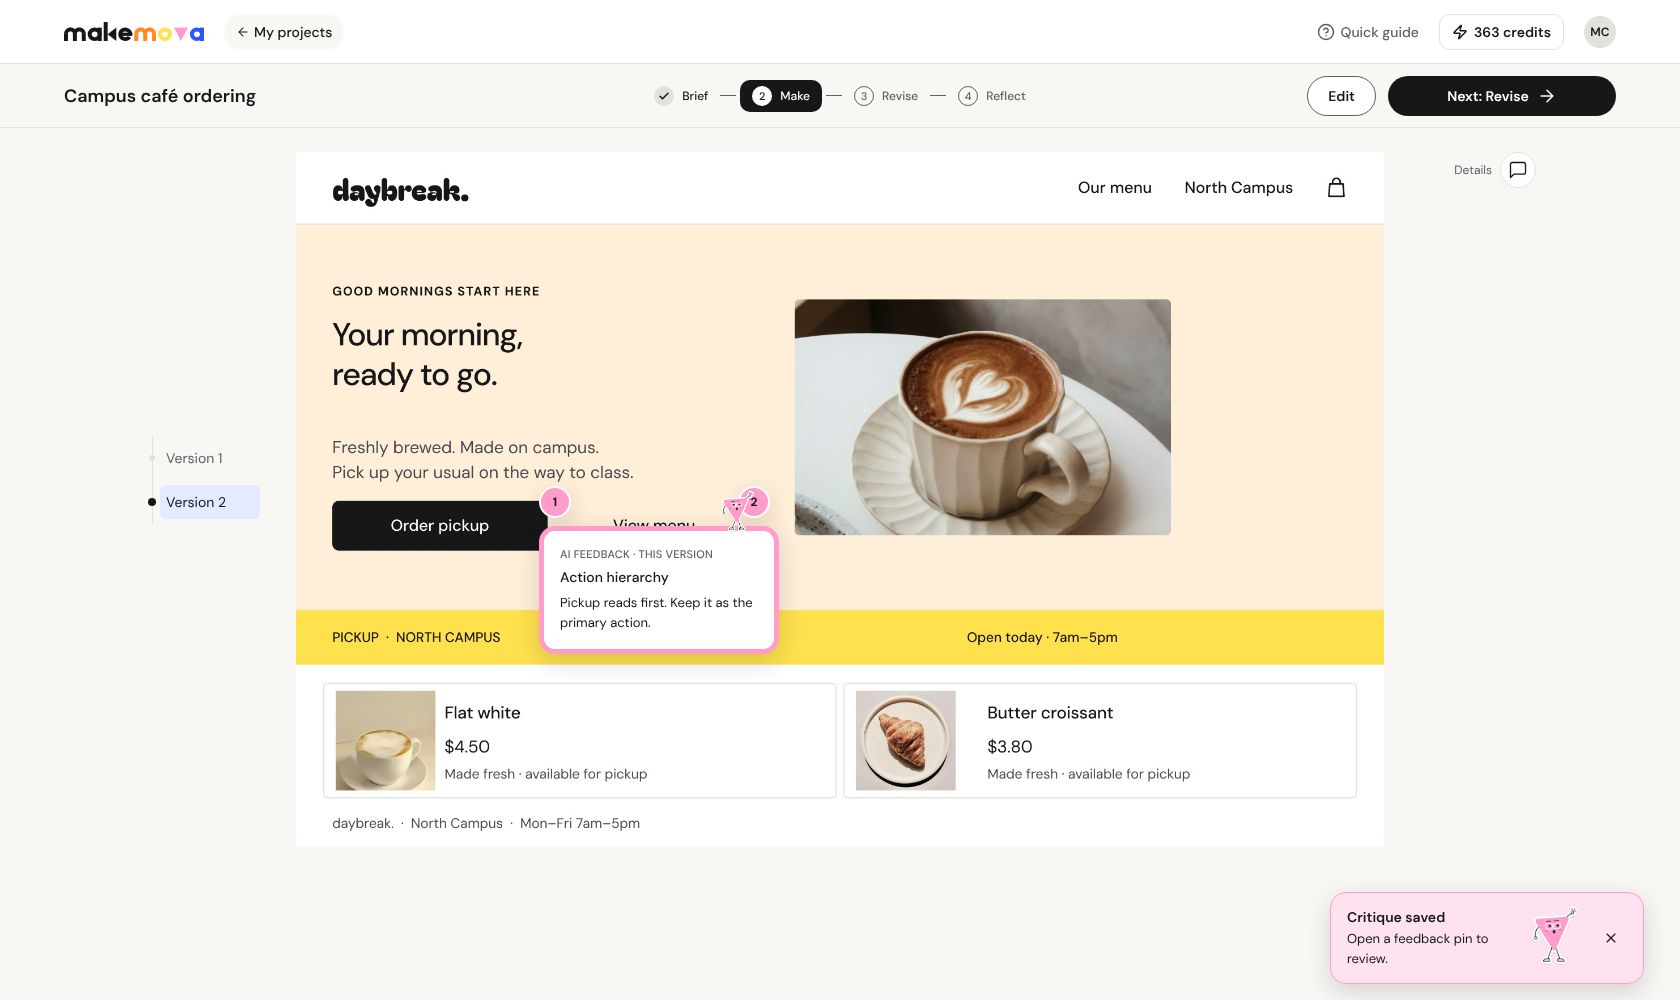 makemova
← My projects
Quick guide
363 credits
MC
Campus café ordering
Brief
2 Make
3 Revise
4 Reflect
Edit
Next: Revise →
Details
daybreak.
Our menu
North Campus
GOOD MORNINGS START HERE
Your morning,
ready to go.
Freshly brewed. Made on campus.
Pick up your usual on the way to class.
Version 1
Version 2
1
2
Order pickup
View menu
AI FEEDBACK · THIS VERSION
Action hierarchy
Pickup reads first. Keep it as the
primary action.
PICKUP · NORTH CAMPUS
Open today · 7am–5pm
Flat white
$4.50
Made fresh · available for pickup
Butter croissant
$3.80
Made fresh · available for pickup
daybreak. · North Campus · Mon–Fri 7am–5pm
Critique saved
Open a feedback pin to
review.